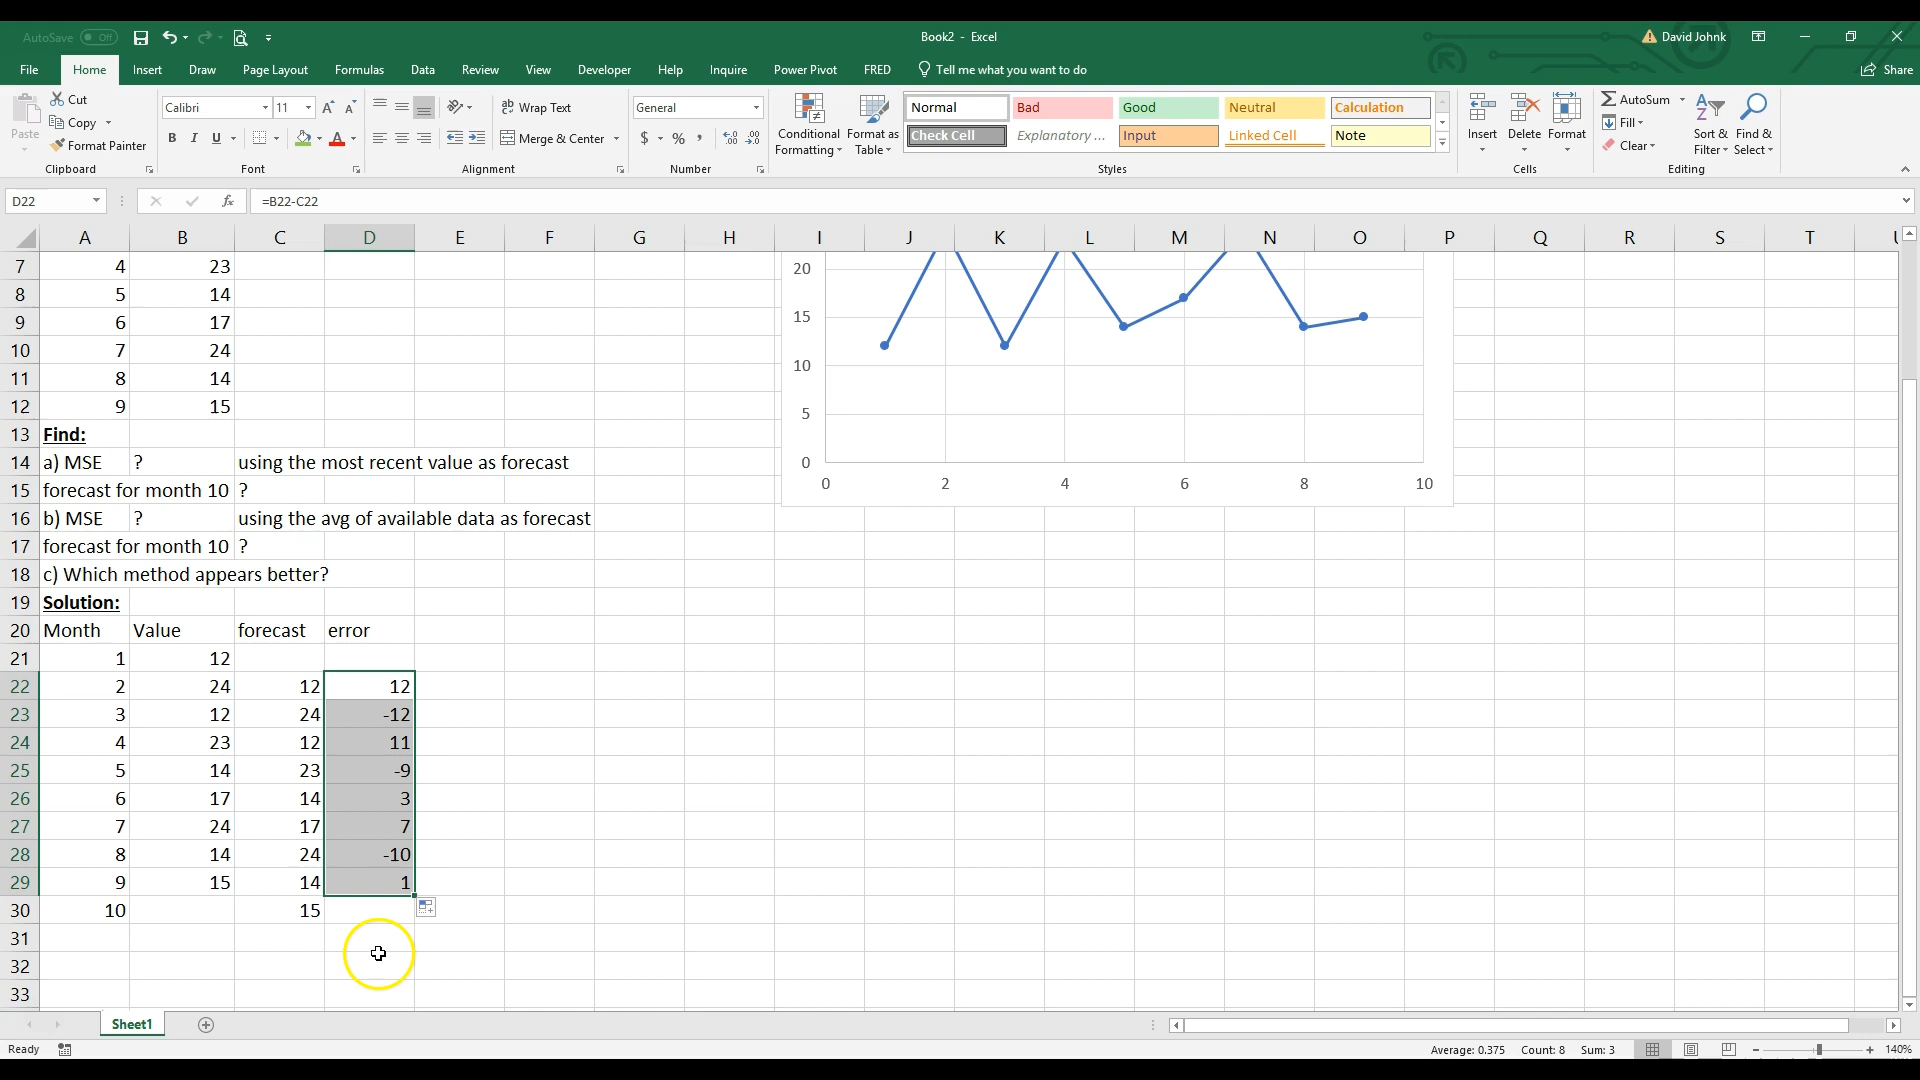 AutoSave Off
Book2 - Excel
David Johnk
File Home Insert Draw Page Layout Formulas Data Review View Developer Help Inquire Power Pivot FRED Tell me what you want to do Share
Paste
Cut
Copy
Format Painter
Clipboard
Calibri 11
B I U
Font
Wrap Text
Merge & Center
Alignment
General
$ % ,
Number
Conditional Formatting
Format as Table
Normal Bad Good Neutral Calculation
Check Cell Explanatory ... Input Linked Cell Note
Styles
Insert Delete Format
Cells
AutoSum
Fill
Clear
Sort & Filter
Find & Select
Editing
D22 fx =B22-C22
A B C D E F G H I J K L M N O P Q R S T
7 4 23
8 5 14
9 6 17
10 7 24
11 8 14
12 9 15
13 Find:
14 a) MSE ? using the most recent value as forecast
15 forecast for month 10 ?
16 b) MSE ? using the avg of available data as forecast
17 forecast for month 10 ?
18 c) Which method appears better?
19 Solution:
20 Month Value forecast error
21 1 12
22 2 24 12 12
23 3 12 24 -12
24 4 23 12 11
25 5 14 23 -9
26 6 17 14 3
27 7 24 17 7
28 8 14 24 -10
29 9 15 14 1
30 10 15
31
32
33
20
15
10
5
0
0 2 4 6 8 10
Sheet1
Ready
Average: 0.375 Count: 8 Sum: 3
140%